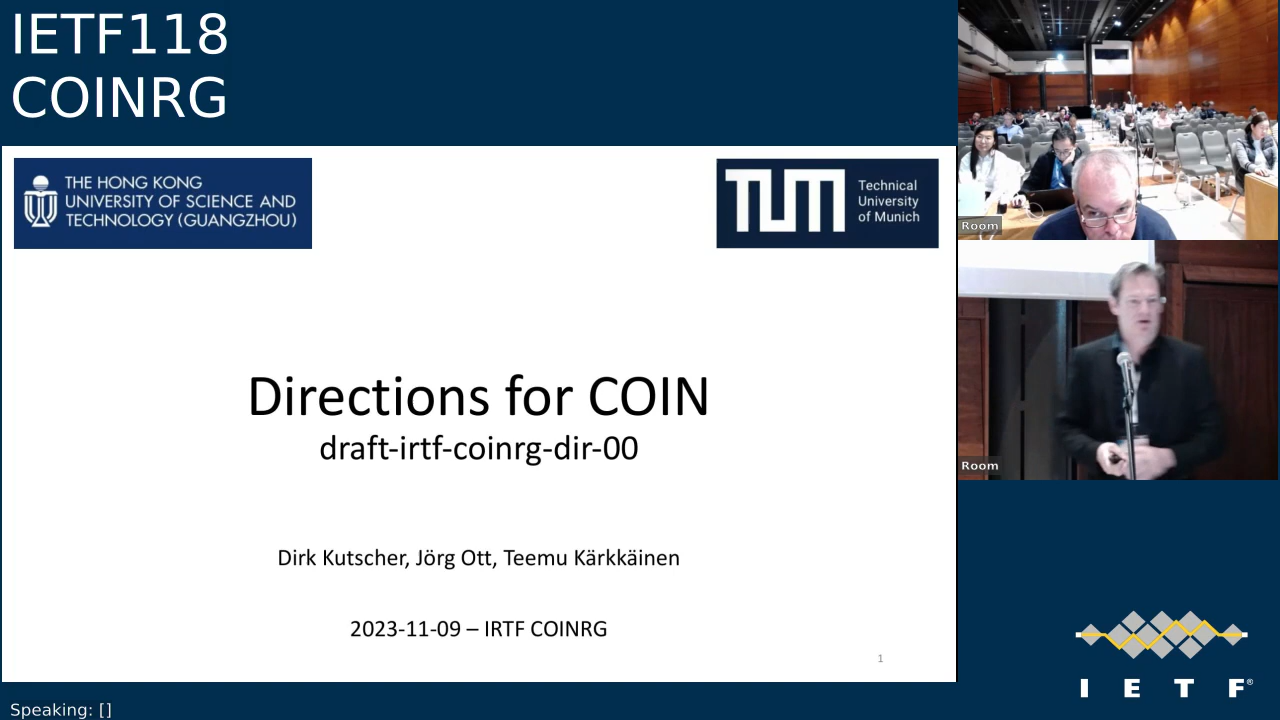 IETF118
COINRG
THE HONG KONG
UNIVERSITY OF SCIENCE AND
TECHNOLOGY (GUANGZHOU)
TUM
Technical
University
of Munich
Directions for COIN
draft-irtf-coinrg-dir-00
Dirk Kutscher, Jörg Ott, Teemu Kärkkäinen
2023-11-09 – IRTF COINRG
1
Room
Room
I E T F®
Speaking: []